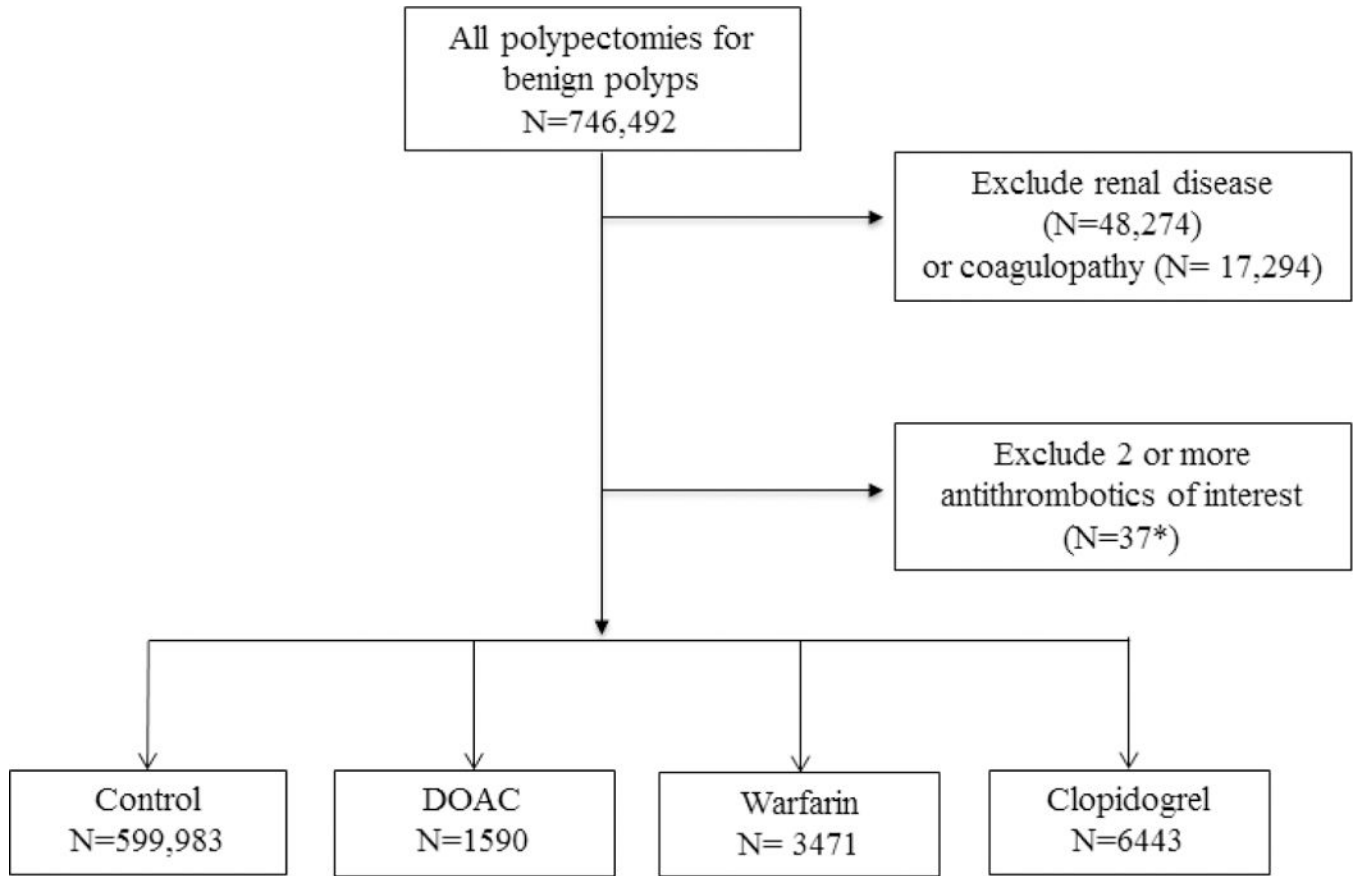 All polypectomies for
benign polyps
N=746,492
Exclude renal disease
(N=48,274)
or coagulopathy (N= 17,294)
Exclude 2 or more
antithrombotics of interest
(N=37*)
Control
N=599,983
DOAC
N=1590
Warfarin
N= 3471
Clopidogrel
N=6443